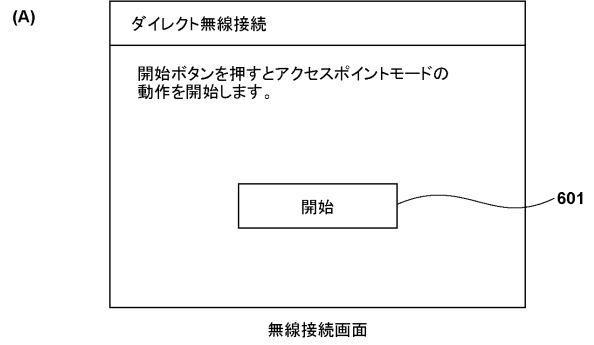 (A)
ダイレクト無線接続
開始ボタンを押すとアクセスポイントモードの
動作を開始します。
開始
601
無線接続画面